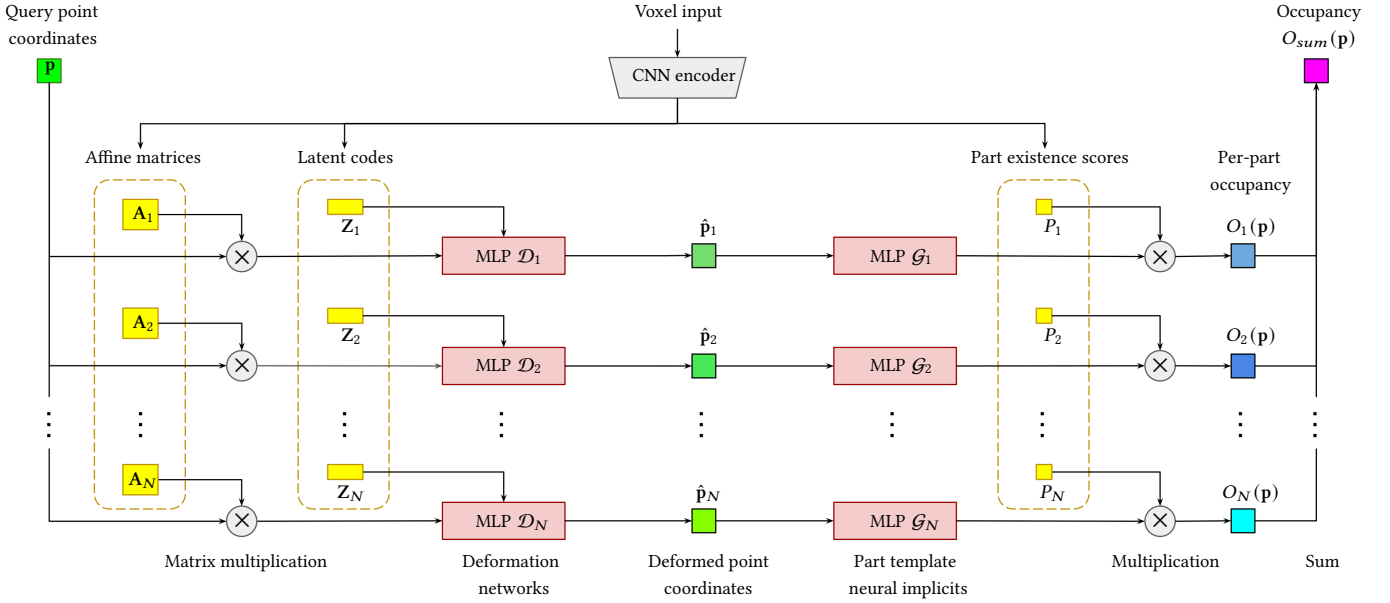 Query point
coordinates
Voxel input
Occupancy
O_sum(p)
p
CNN encoder
Affine matrices
Latent codes
Part existence scores
Per-part
occupancy
A_1
Z_1
MLP 𝒟_1
p̂_1
MLP 𝒢_1
P_1
O_1(p)
A_2
Z_2
MLP 𝒟_2
p̂_2
MLP 𝒢_2
P_2
O_2(p)
A_N
Z_N
MLP 𝒟_N
p̂_N
MLP 𝒢_N
P_N
O_N(p)
Matrix multiplication
Deformation
networks
Deformed point
coordinates
Part template
neural implicits
Multiplication
Sum